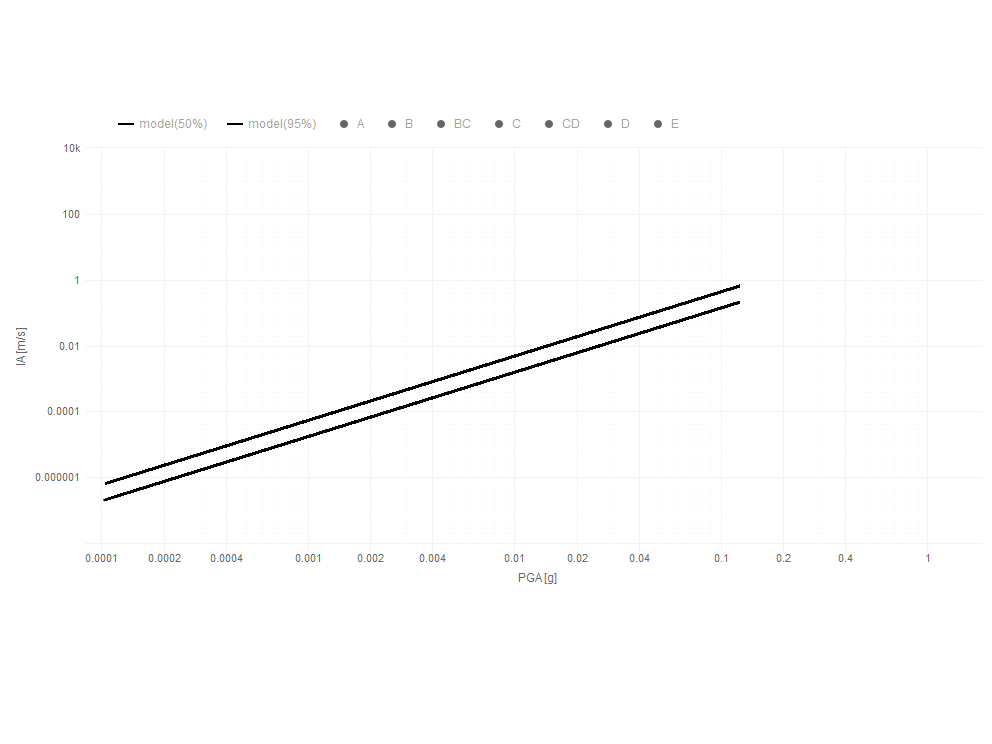 model(50%) model(95%) A B BC C CD D E
10k
100
1
0.01
0.0001
0.000001
IA [m/s]
0.0001 0.0002 0.0004 0.001 0.002 0.004 0.01 0.02 0.04 0.1 0.2 0.4 1
PGA [g]